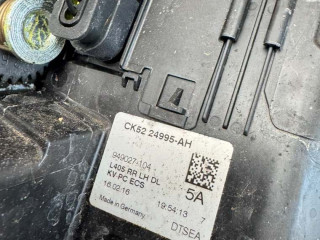 CK52 24995-AH
940027-104
L405 RR LH DL
KV-PC ECS
16.02.16
19:54:13 7
5A
Made in Germany
DTSEA